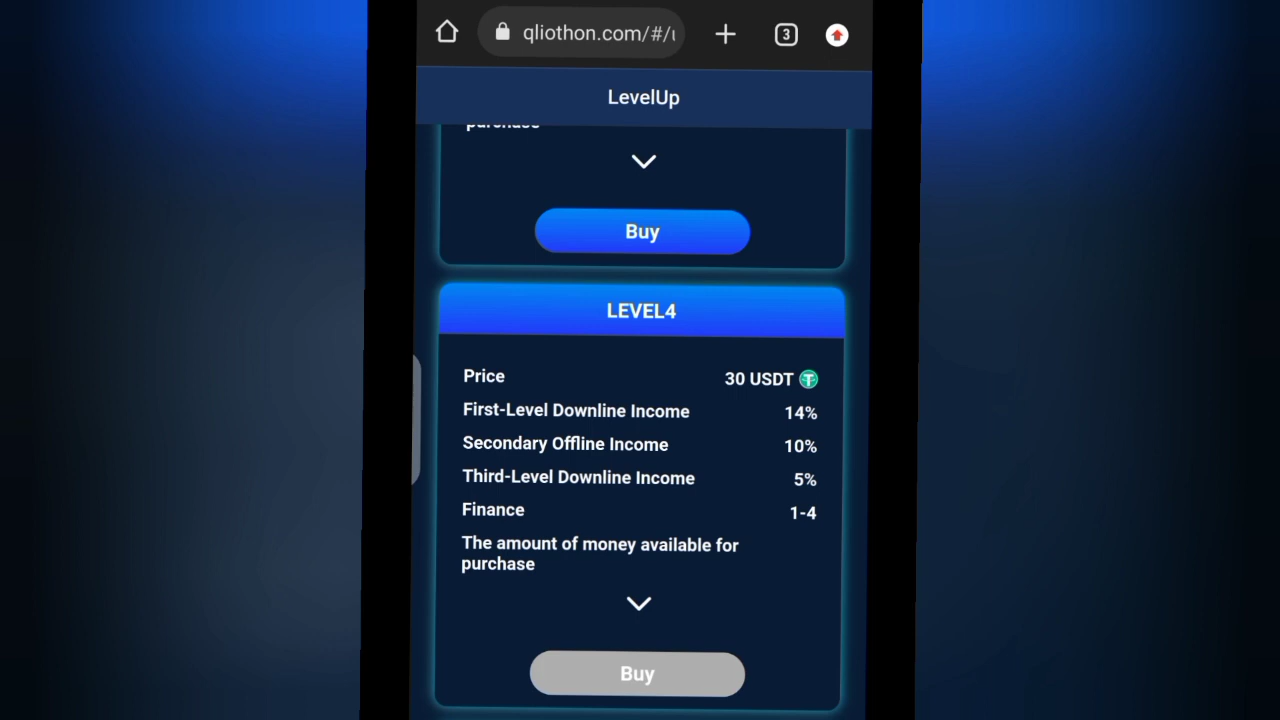 qliothon.com/#/
3
LevelUp
purchase
Buy
LEVEL4
Price 30 USDT
First-Level Downline Income 14%
Secondary Offline Income 10%
Third-Level Downline Income 5%
Finance 1-4
The amount of money available for
purchase
Buy